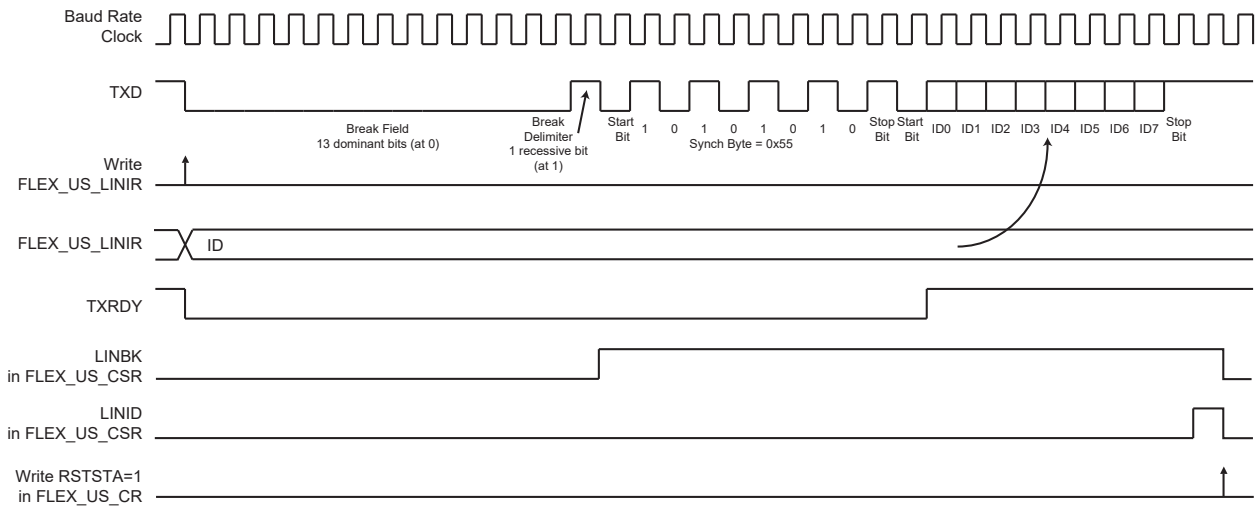 Baud Rate
Clock
TXD
Break Field
13 dominant bits (at 0)
Break
Delimiter
1 recessive bit
(at 1)
Start
Bit
1 0 1 0 1 0 1 0
Synch Byte = 0x55
Stop
Bit
Start
Bit
ID0 ID1 ID2 ID3 ID4 ID5 ID6 ID7
Stop
Bit
Write
FLEX_US_LINIR
FLEX_US_LINIR
ID
TXRDY
LINBK
in FLEX_US_CSR
LINID
in FLEX_US_CSR
Write RSTSTA=1
in FLEX_US_CR